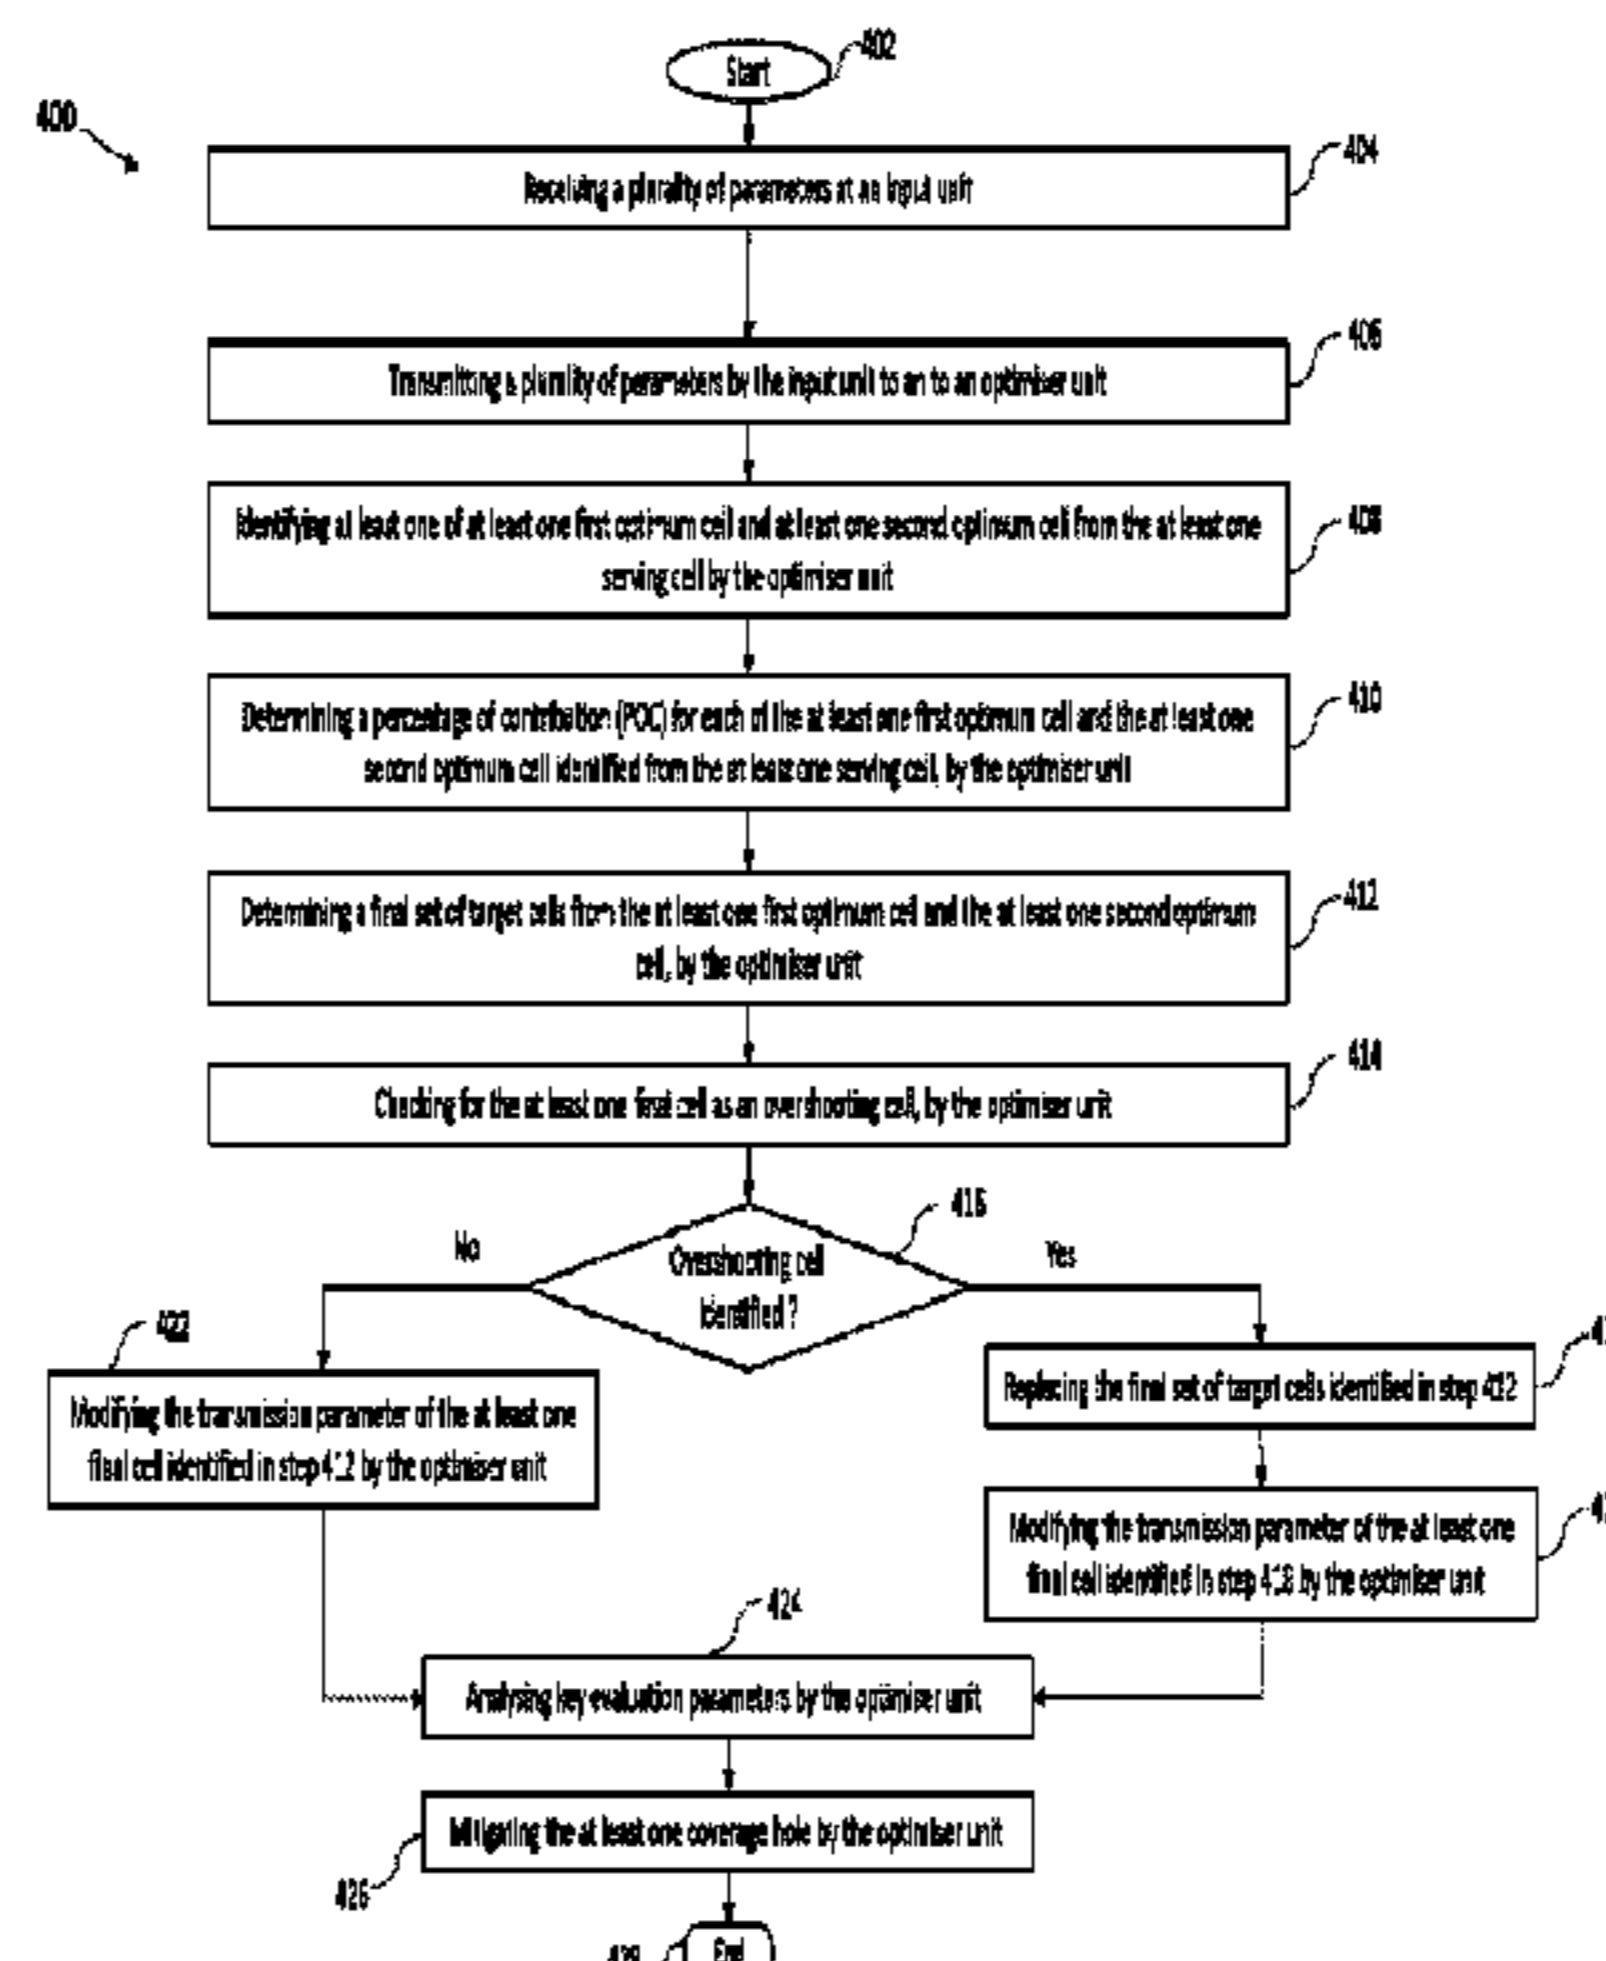 402
Start
400
404
Receiving a plurality of parameters at an input unit
406
Transmitting a plurality of parameters by the input unit to an to an optimiser unit
408
Identifying at least one of at least one first optimum cell and at least one second optimum cell from the at least one
serving cell by the optimiser unit
410
Determining a percentage of contribution (POC) for each of the at least one first optimum cell and the at least one
second optimum cell identified from the at least one serving cell, by the optimiser unit
412
Determining a final set of target cells from the at least one first optimum cell and the at least one second optimum
cell, by the optimiser unit
414
Checking for the at least one final cell as an overshooting cell, by the optimiser unit
416
No
Overshooting cell
identified ?
Yes
422
Replacing the final set of target cells identified in step 412
Modifying the transmission parameter of the at least one
final cell identified in step 412 by the optimiser unit
Modifying the transmission parameter of the at least one
final cell identified in step 418 by the optimiser unit
424
Analysing key evaluation parameters by the optimiser unit
the at least one coverage hole by the optimiser unit
426
End